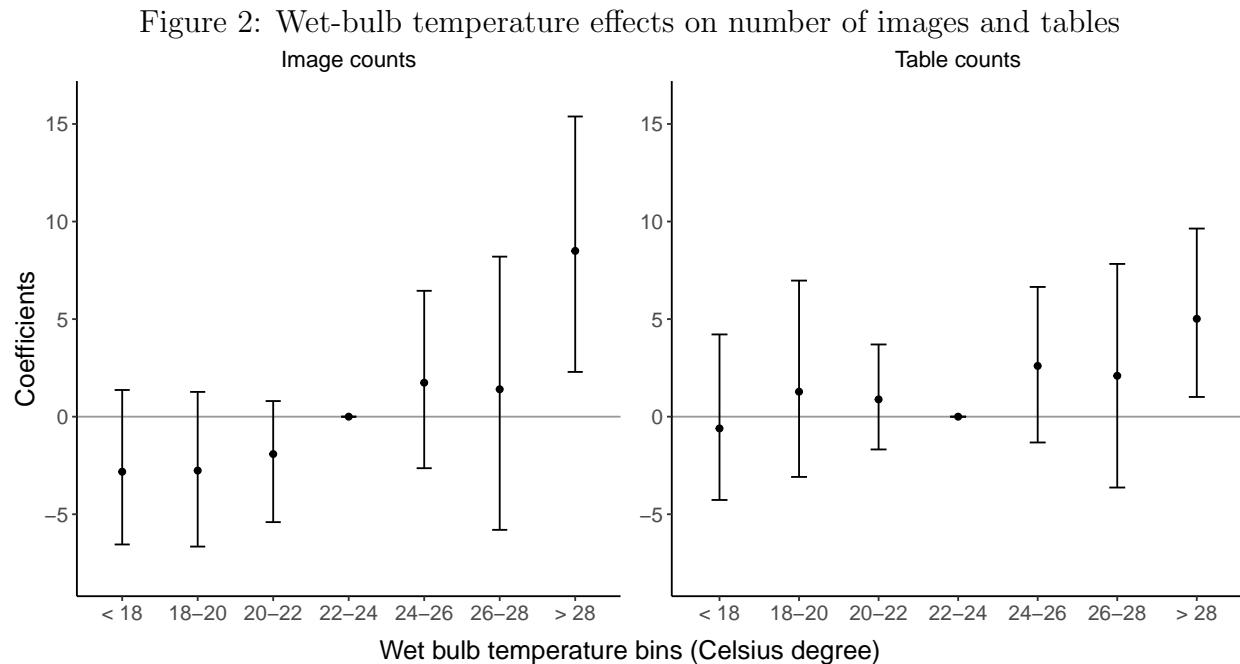 Figure 2: Wet-bulb temperature effects on number of images and tables
Image counts
Table counts
Coefficients
15
10
5
0
−5
15
10
5
0
−5
< 18 18–20 20–22 22–24 24–26 26–28 > 28
< 18 18–20 20–22 22–24 24–26 26–28 > 28
Wet bulb temperature bins (Celsius degree)